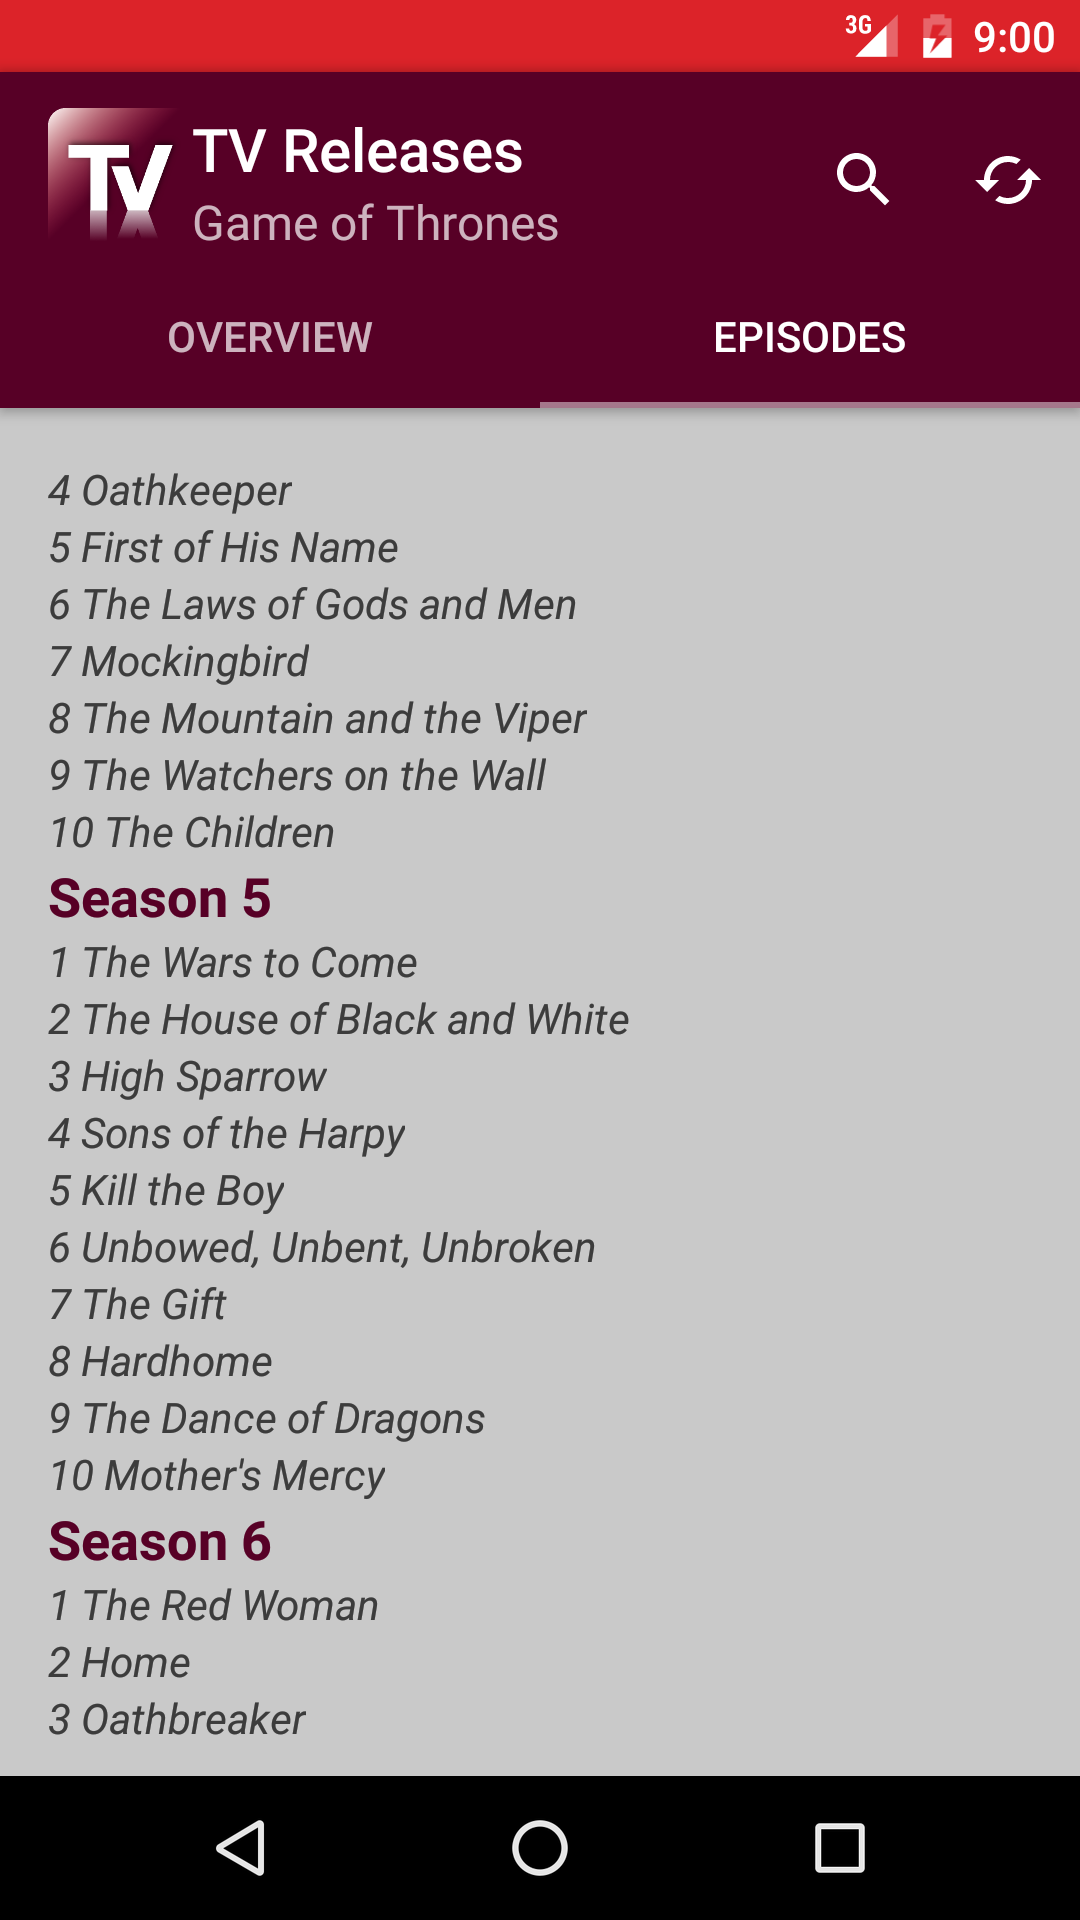 3G 9:00
TV
TV Releases
Game of Thrones
OVERVIEW EPISODES
4 Oathkeeper
5 First of His Name
6 The Laws of Gods and Men
7 Mockingbird
8 The Mountain and the Viper
9 The Watchers on the Wall
10 The Children
Season 5
1 The Wars to Come
2 The House of Black and White
3 High Sparrow
4 Sons of the Harpy
5 Kill the Boy
6 Unbowed, Unbent, Unbroken
7 The Gift
8 Hardhome
9 The Dance of Dragons
10 Mother's Mercy
Season 6
1 The Red Woman
2 Home
3 Oathbreaker